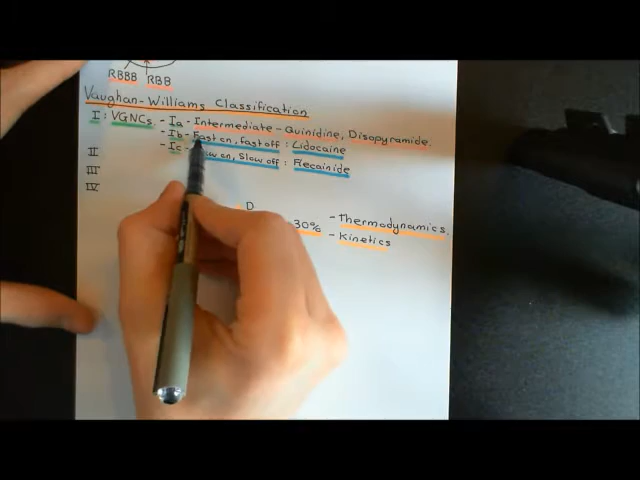 RBBB RBB
Vaughan-Williams Classification
I: VGNCs - Ia - Intermediate - Quinidine, Disopyramide.
- Ib - Fast on, fast off : Lidocaine
II - Ic - on, Slow off : Flecainide
III
IV
D
30% - Thermodynamics.
- Kinetics